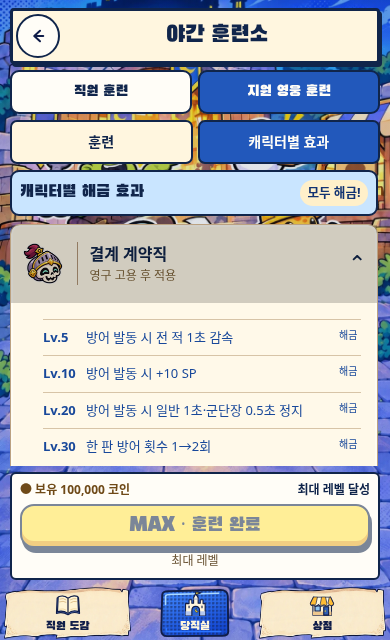 야간 훈련소
직원 훈련
지원 영웅 훈련
훈련
캐릭터별 효과
캐릭터별 해금 효과
모두 해금!
결계 계약직
영구 고용 후 적용
Lv.5 방어 발동 시 전 적 1초 감속 해금
Lv.10 방어 발동 시 +10 SP 해금
Lv.20 방어 발동 시 일반 1초·군단장 0.5초 정지 해금
Lv.30 한 판 방어 횟수 1→2회 해금
보유 100,000 코인
최대 레벨 달성
MAX · 훈련 완료
최대 레벨
직원 도감
당직실
상점